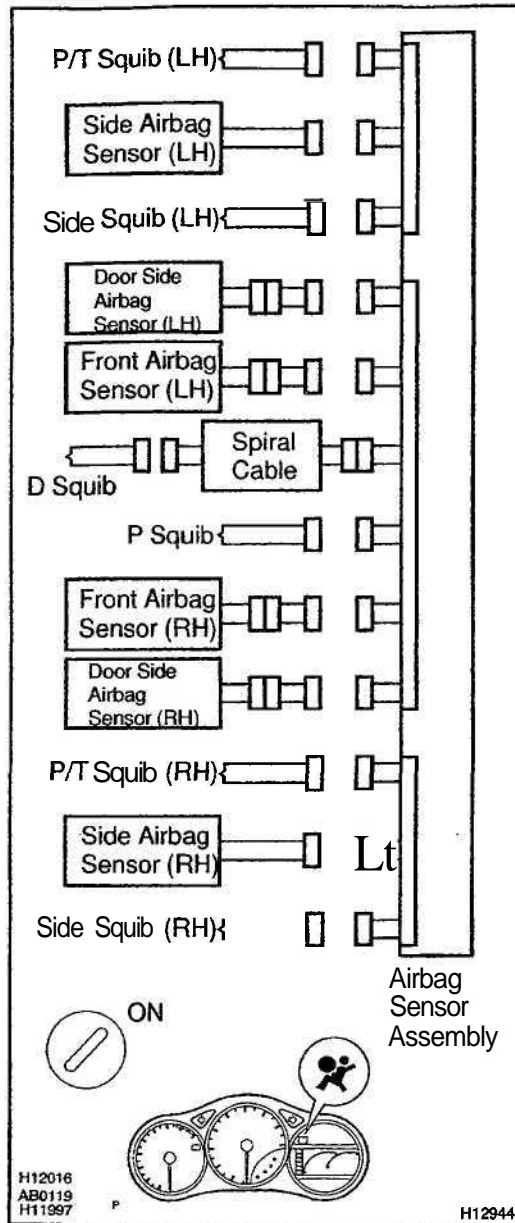 P/T Squib (LH)
Side Airbag
Sensor (LH)
Side Squib (LH)
Door Side
Airbag
Sensor (LH)
Front Airbag
Sensor (LH)
Spiral
Cable
D Squib
P Squib
Front Airbag
Sensor (RH)
Door Side
Airbag
Sensor (RH)
P/T Squib (RH)
Side Airbag
Sensor (RH)
Lt
Side Squib (RH)
Airbag
Sensor
Assembly
ON
H12016
AB0119
H11997
P
H12944